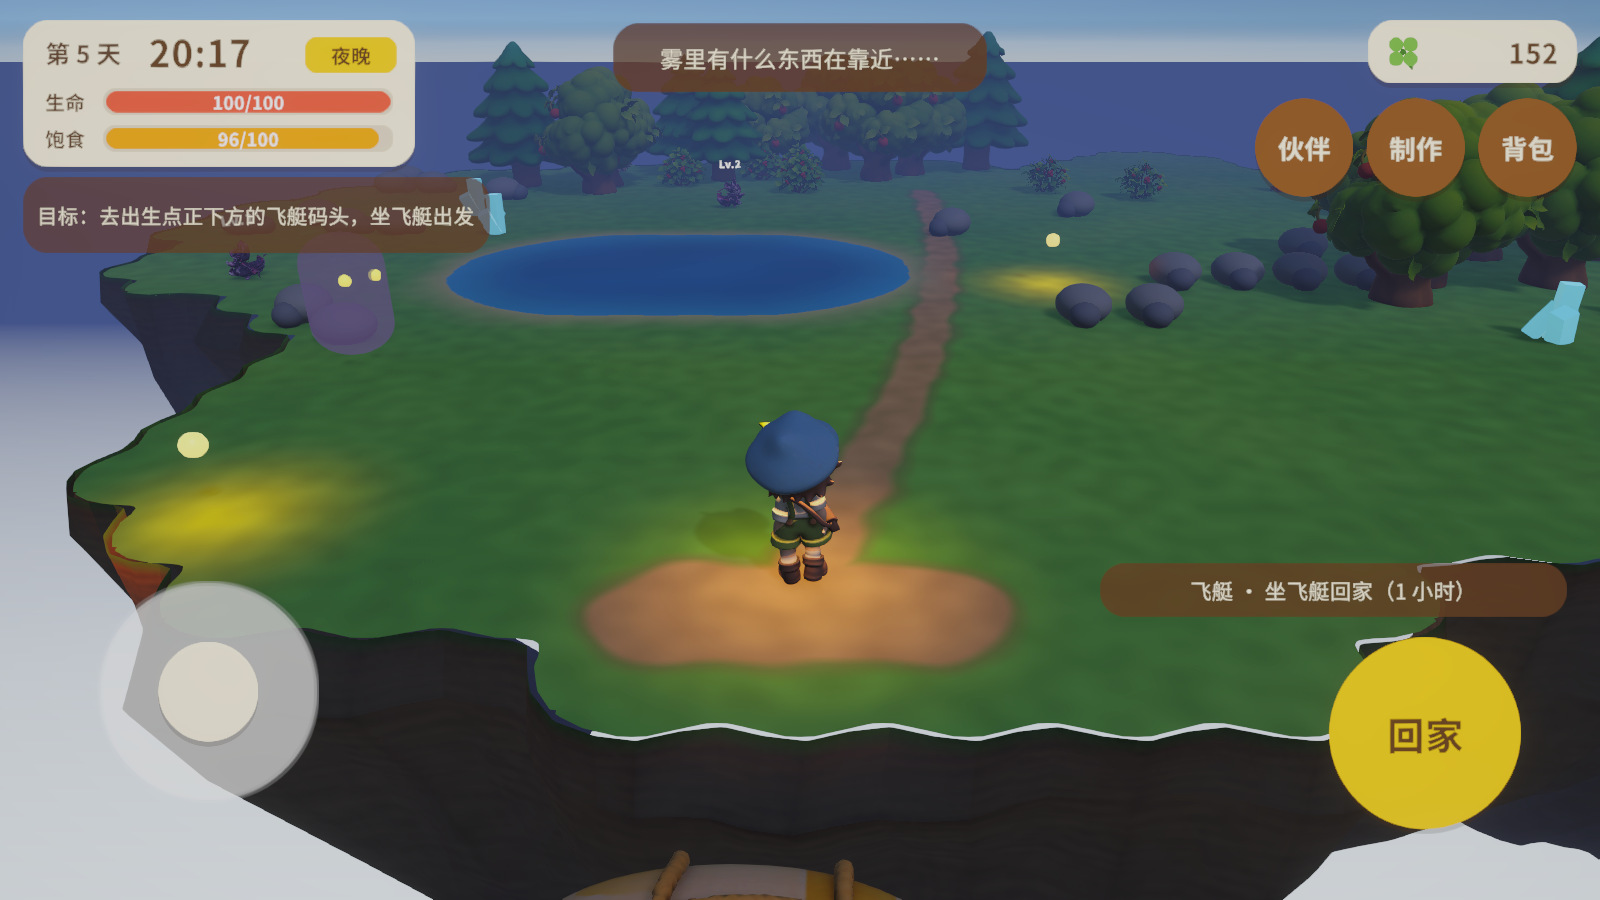 第 5 天 20:17 夜晚
生命 100/100
饱食 96/100
雾里有什么东西在靠近……
152
伙伴 制作 背包
Lv.2
目标：去出生点正下方的飞艇码头，坐飞艇出发
飞艇 · 坐飞艇回家（1 小时）
回家